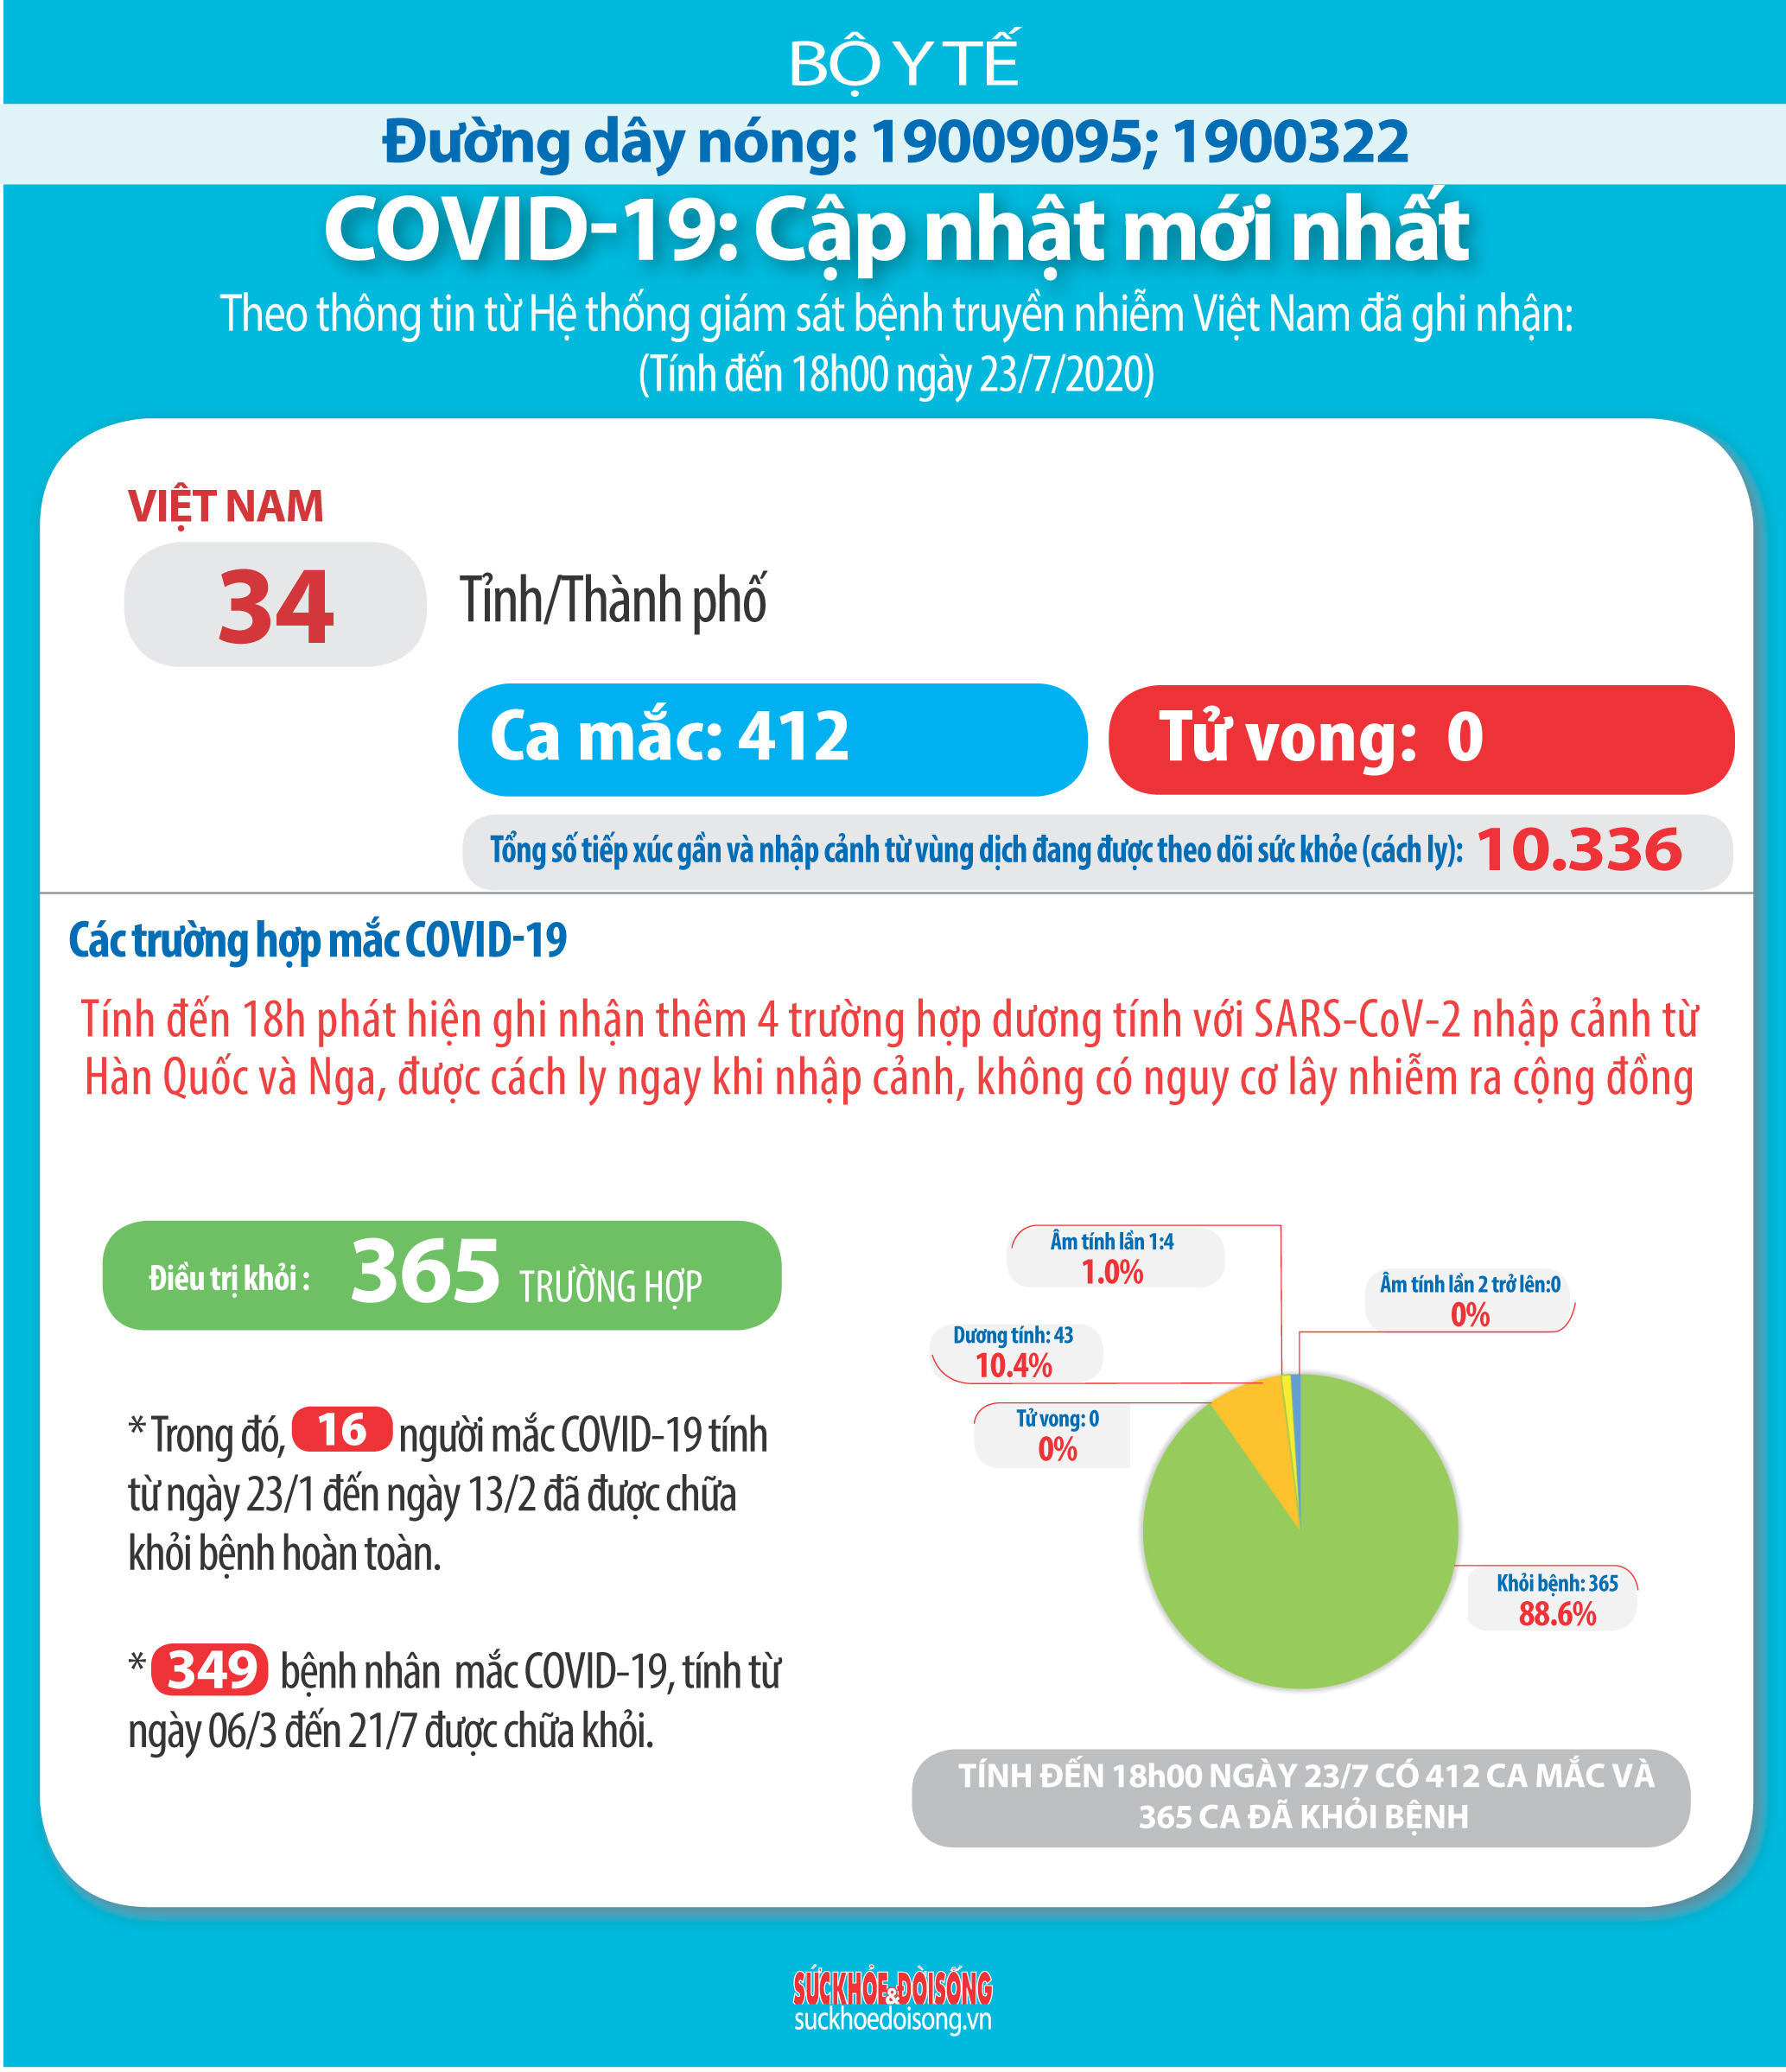 BỘ Y TẾ
Đường dây nóng: 19009095; 1900322
COVID-19: Cập nhật mới nhất
Theo thông tin từ Hệ thống giám sát bệnh truyền nhiễm Việt Nam đã ghi nhận:
(Tính đến 18h00 ngày 23/7/2020)
VIỆT NAM
34 Tỉnh/Thành phố
Ca mắc: 412 Tử vong: 0
Tổng số tiếp xúc gần và nhập cảnh từ vùng dịch đang được theo dõi sức khỏe (cách ly): 10.336
Các trường hợp mắc COVID-19
Tính đến 18h phát hiện ghi nhận thêm 4 trường hợp dương tính với SARS-CoV-2 nhập cảnh từ
Hàn Quốc và Nga, được cách ly ngay khi nhập cảnh, không có nguy cơ lây nhiễm ra cộng đồng
Điều trị khỏi : 365 TRƯỜNG HỢP
* Trong đó, 16 người mắc COVID-19 tính
từ ngày 23/1 đến ngày 13/2 đã được chữa
khỏi bệnh hoàn toàn.
* 349 bệnh nhân mắc COVID-19, tính từ
ngày 06/3 đến 21/7 được chữa khỏi.
Âm tính lần 1:4
1.0%
Âm tính lần 2 trở lên:0
0%
Dương tính: 43
10.4%
Tử vong: 0
0%
Khỏi bệnh: 365
88.6%
TÍNH ĐẾN 18h00 NGÀY 23/7 CÓ 412 CA MẮC VÀ
365 CA ĐÃ KHỎI BỆNH
SỨC KHỎE & ĐỜI SỐNG
suckhoedoisong.vn